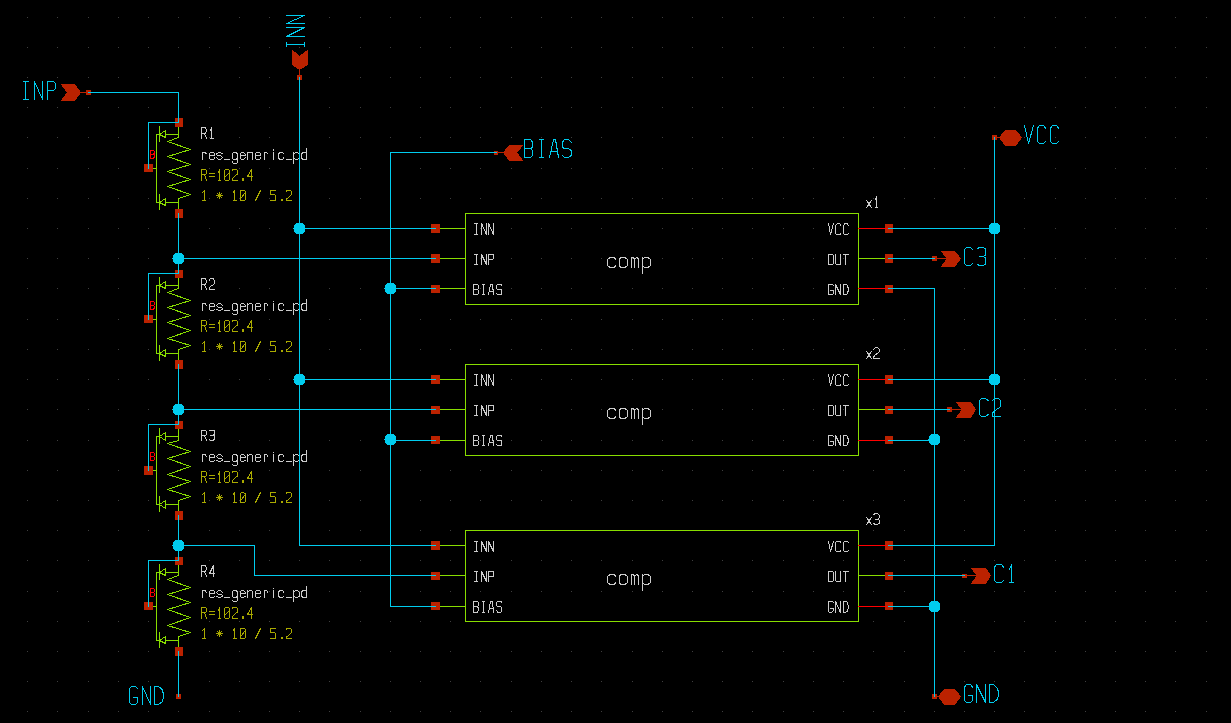 INN
INP
R1
res_generic_pd
R=102.4
1 * 10 / 5.2
B
BIAS
VCC
x1
INN
INP
BIAS
comp
VCC
OUT
GND
C3
R2
res_generic_pd
R=102.4
1 * 10 / 5.2
B
x2
INN
INP
BIAS
comp
VCC
OUT
GND
C2
R3
res_generic_pd
R=102.4
1 * 10 / 5.2
B
x3
INN
INP
BIAS
comp
VCC
OUT
GND
C1
R4
res_generic_pd
R=102.4
1 * 10 / 5.2
B
GND
GND